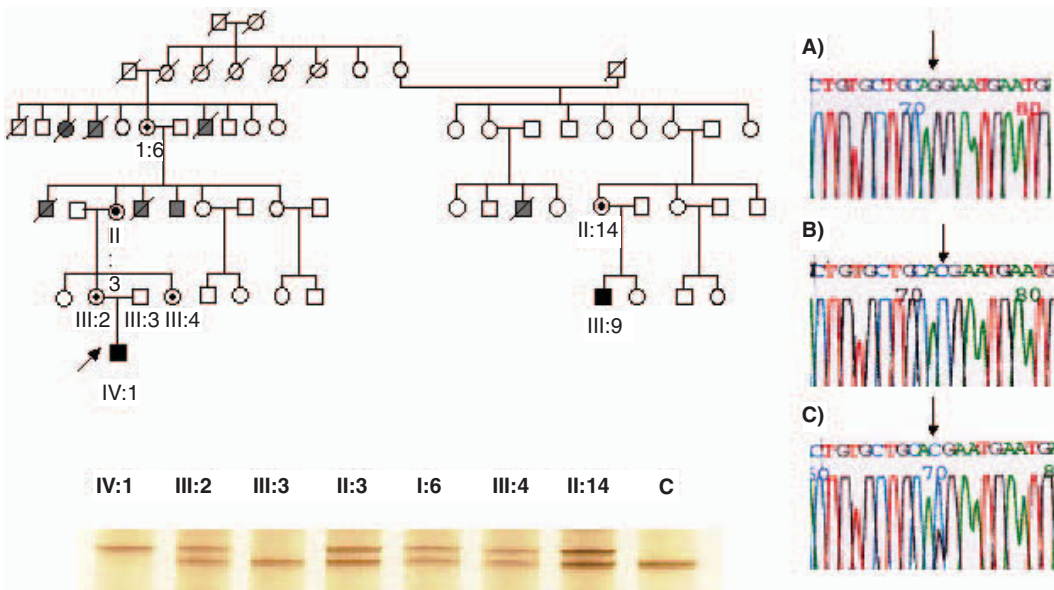 1:6
II
3
II:14
III:2
III:3
III:4
III:9
IV:1
IV:1 III:2 III:3 II:3 I:6 III:4 II:14 C
A)
CTGTGCTGCAGGAATGAATG
70 80
B)
CTGTGCTGCACGAATGAATG
70 80
C)
CTGTGCTGCACGAATGAATG
70 8